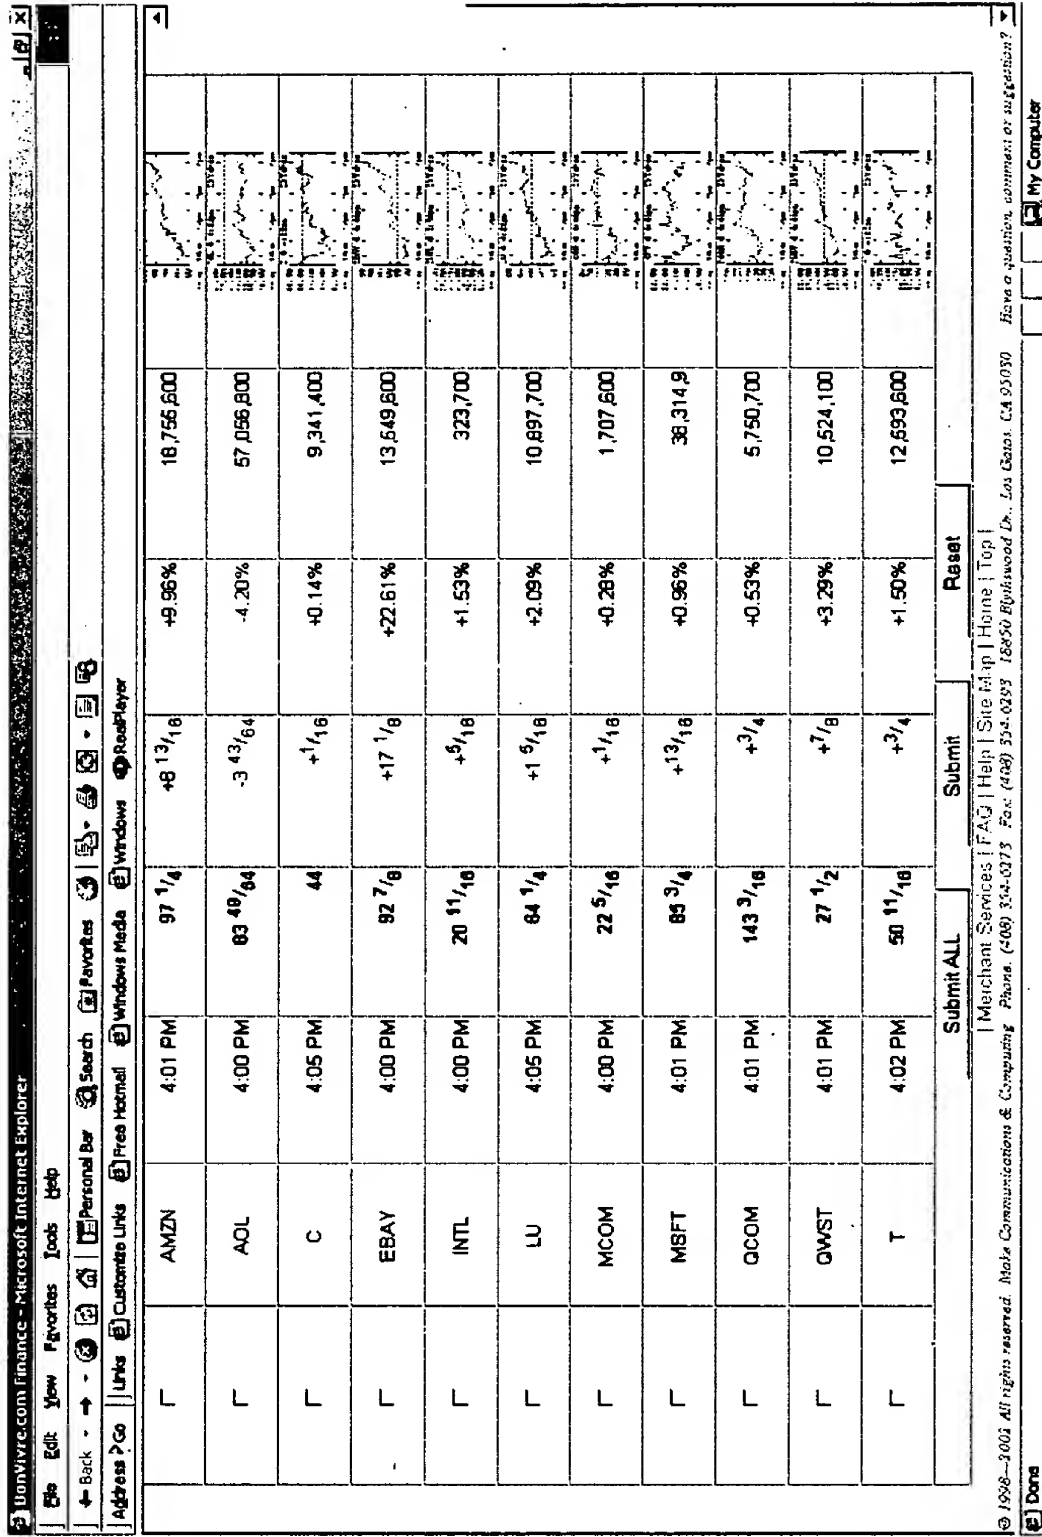 BonVivre.com Finance - Microsoft Internet Explorer
File Edit View Favorites Tools Help
Back Personal Bar Search Favorites
Address Go Links Customize Links Free Hotmail Windows Media Windows RealPlayer
AMZN 4:01 PM 97 1/4 +8 13/16 +9.96% 18,756,600
AOL 4:00 PM 83 49/64 -3 43/64 -4.20% 57,056,800
C 4:05 PM 44 +1/16 +0.14% 9,341,400
EBAY 4:00 PM 92 7/8 +17 1/8 +22.61% 13,649,600
INTL 4:00 PM 20 11/16 +5/16 +1.53% 323,700
LU 4:05 PM 64 1/4 +1 5/16 +2.09% 10,897,700
MCOM 4:00 PM 22 5/16 +1/16 +0.28% 1,707,600
MSFT 4:01 PM 85 3/4 +13/16 +0.96% 38,314,9
QCOM 4:01 PM 143 3/16 +3/4 +0.53% 5,750,700
QWST 4:01 PM 27 1/2 +7/8 +3.29% 10,524,100
T 4:02 PM 50 11/16 +3/4 +1.50% 12,693,600
Submit ALL Submit Reset
| Merchant Services | FAQ | Help | Site Map | Home | Top |
© 1998-2001 All rights reserved. Communications & Computing Phone: (408) 354-0273 Fax: (408) 354-0293 18850 Blythswood Dr., Los Gatos, CA 95030 Have a question, comment or suggestion?
Done My Computer